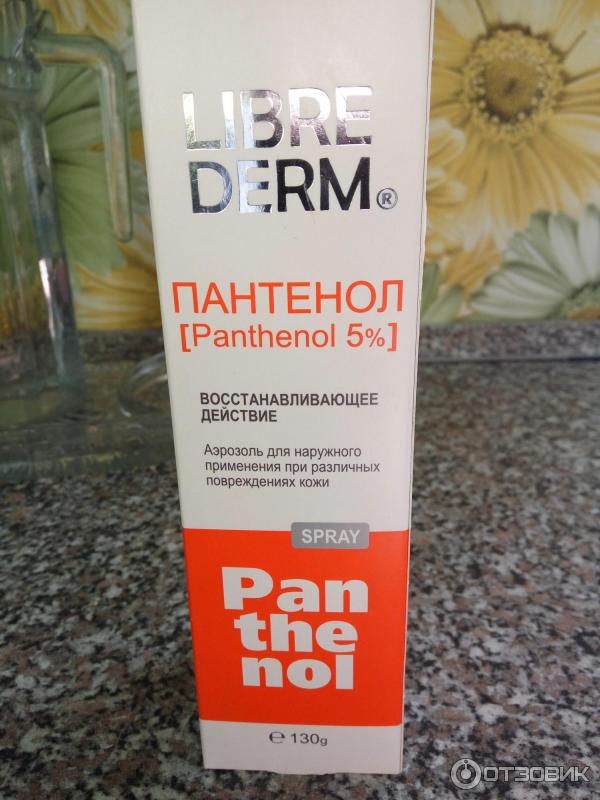 LIBRE
DERM®
ПАНТЕНОЛ
[Panthenol 5%]
ВОССТАНАВЛИВАЮЩЕЕ
ДЕЙСТВИЕ
Аэрозоль для наружного
применения при различных
повреждениях кожи
SPRAY
Pan
the
nol
℮ 130g
ОТЗОВИК